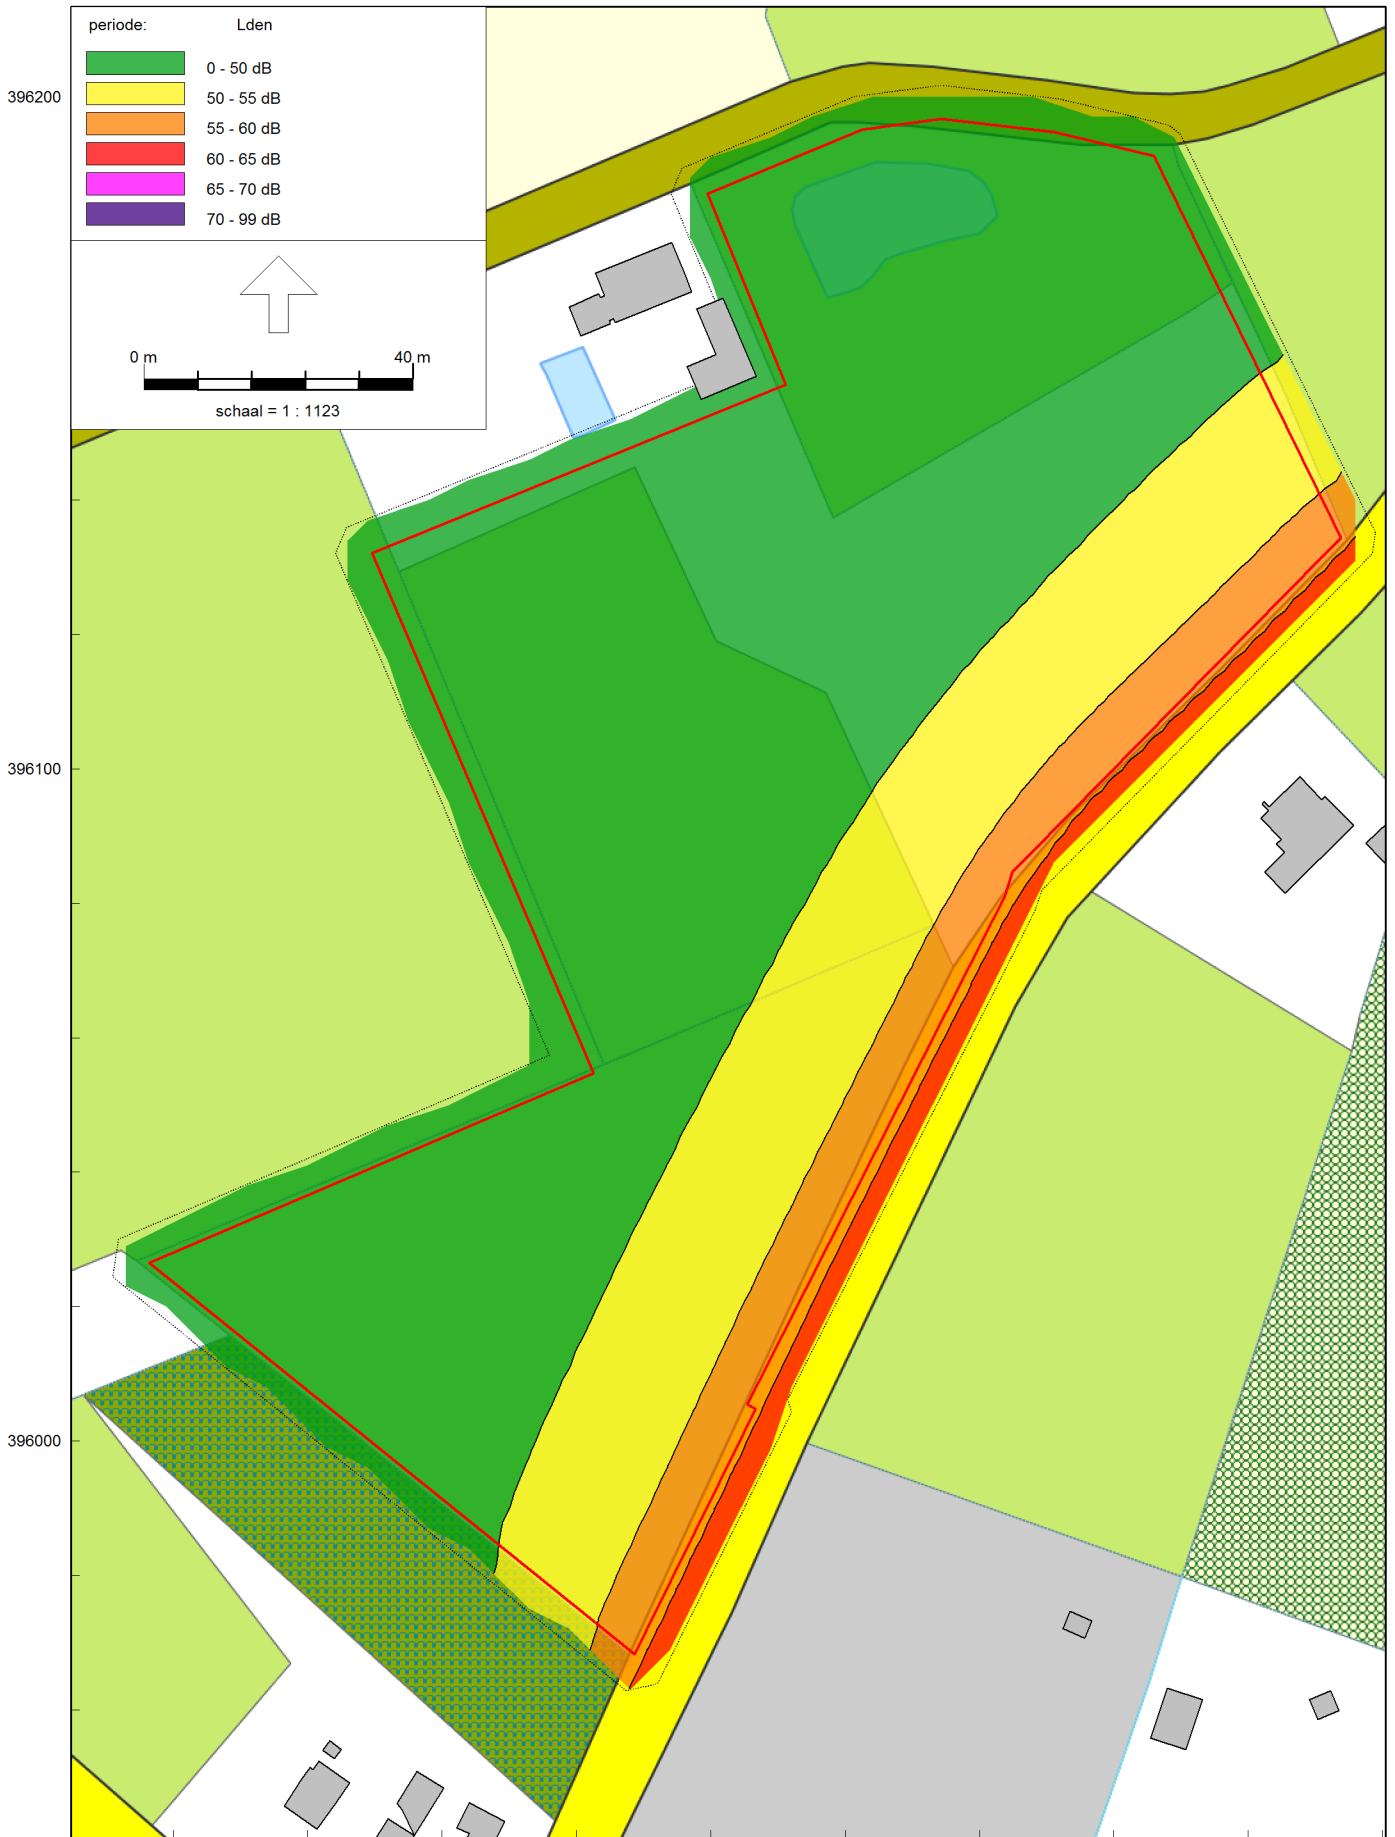 periode: Lden
0 - 50 dB
50 - 55 dB
55 - 60 dB
60 - 65 dB
65 - 70 dB
70 - 99 dB
0 m 40 m
schaal = 1 : 1123
396200
396100
396000